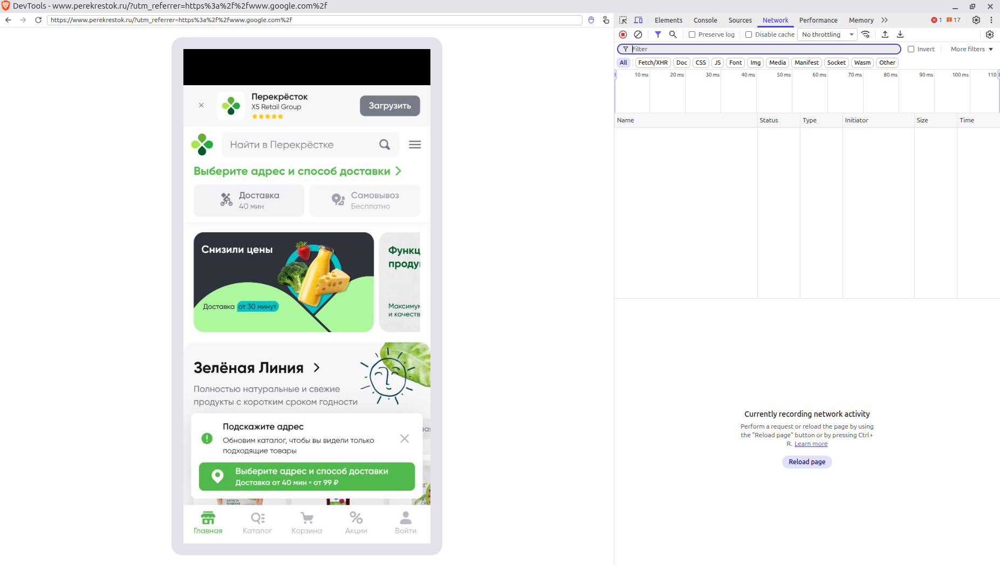 DevTools - www.perekrestok.ru/?utm_referrer=https%3a%2f%2fwww.google.com%2f
https://www.perekrestok.ru/?utm_referrer=https%3a%2f%2fwww.google.com%2f
Elements Console Sources Network Performance Memory 1 17
Preserve log Disable cache No throttling
Filter Invert More filters
All Fetch/XHR Doc CSS JS Font Img Media Manifest Socket Wasm Other
10 ms 20 ms 30 ms 40 ms 50 ms 60 ms 70 ms 80 ms 90 ms 100 ms 110
Name Status Type Initiator Size Time
Currently recording network activity
Perform a request or reload the page by using
the "Reload page" button or by pressing Ctrl+
R. Learn more
Reload page
Перекрёсток
X5 Retail Group
Загрузить
Найти в Перекрёстке
Выберите адрес и способ доставки
Доставка
40 мин
Самовывоз
Бесплатно
Снизили цены
Доставка от 30 минут
Функц
проду
Максимум
и качеств
Зелёная Линия
Полностью натуральные и свежие
продукты с коротким сроком годности
Подскажите адрес
Обновим каталог, чтобы вы видели только
подходящие товары
Выберите адрес и способ доставки
Доставка от 40 мин • от 99 ₽
Главная Каталог Корзина Акции Войти